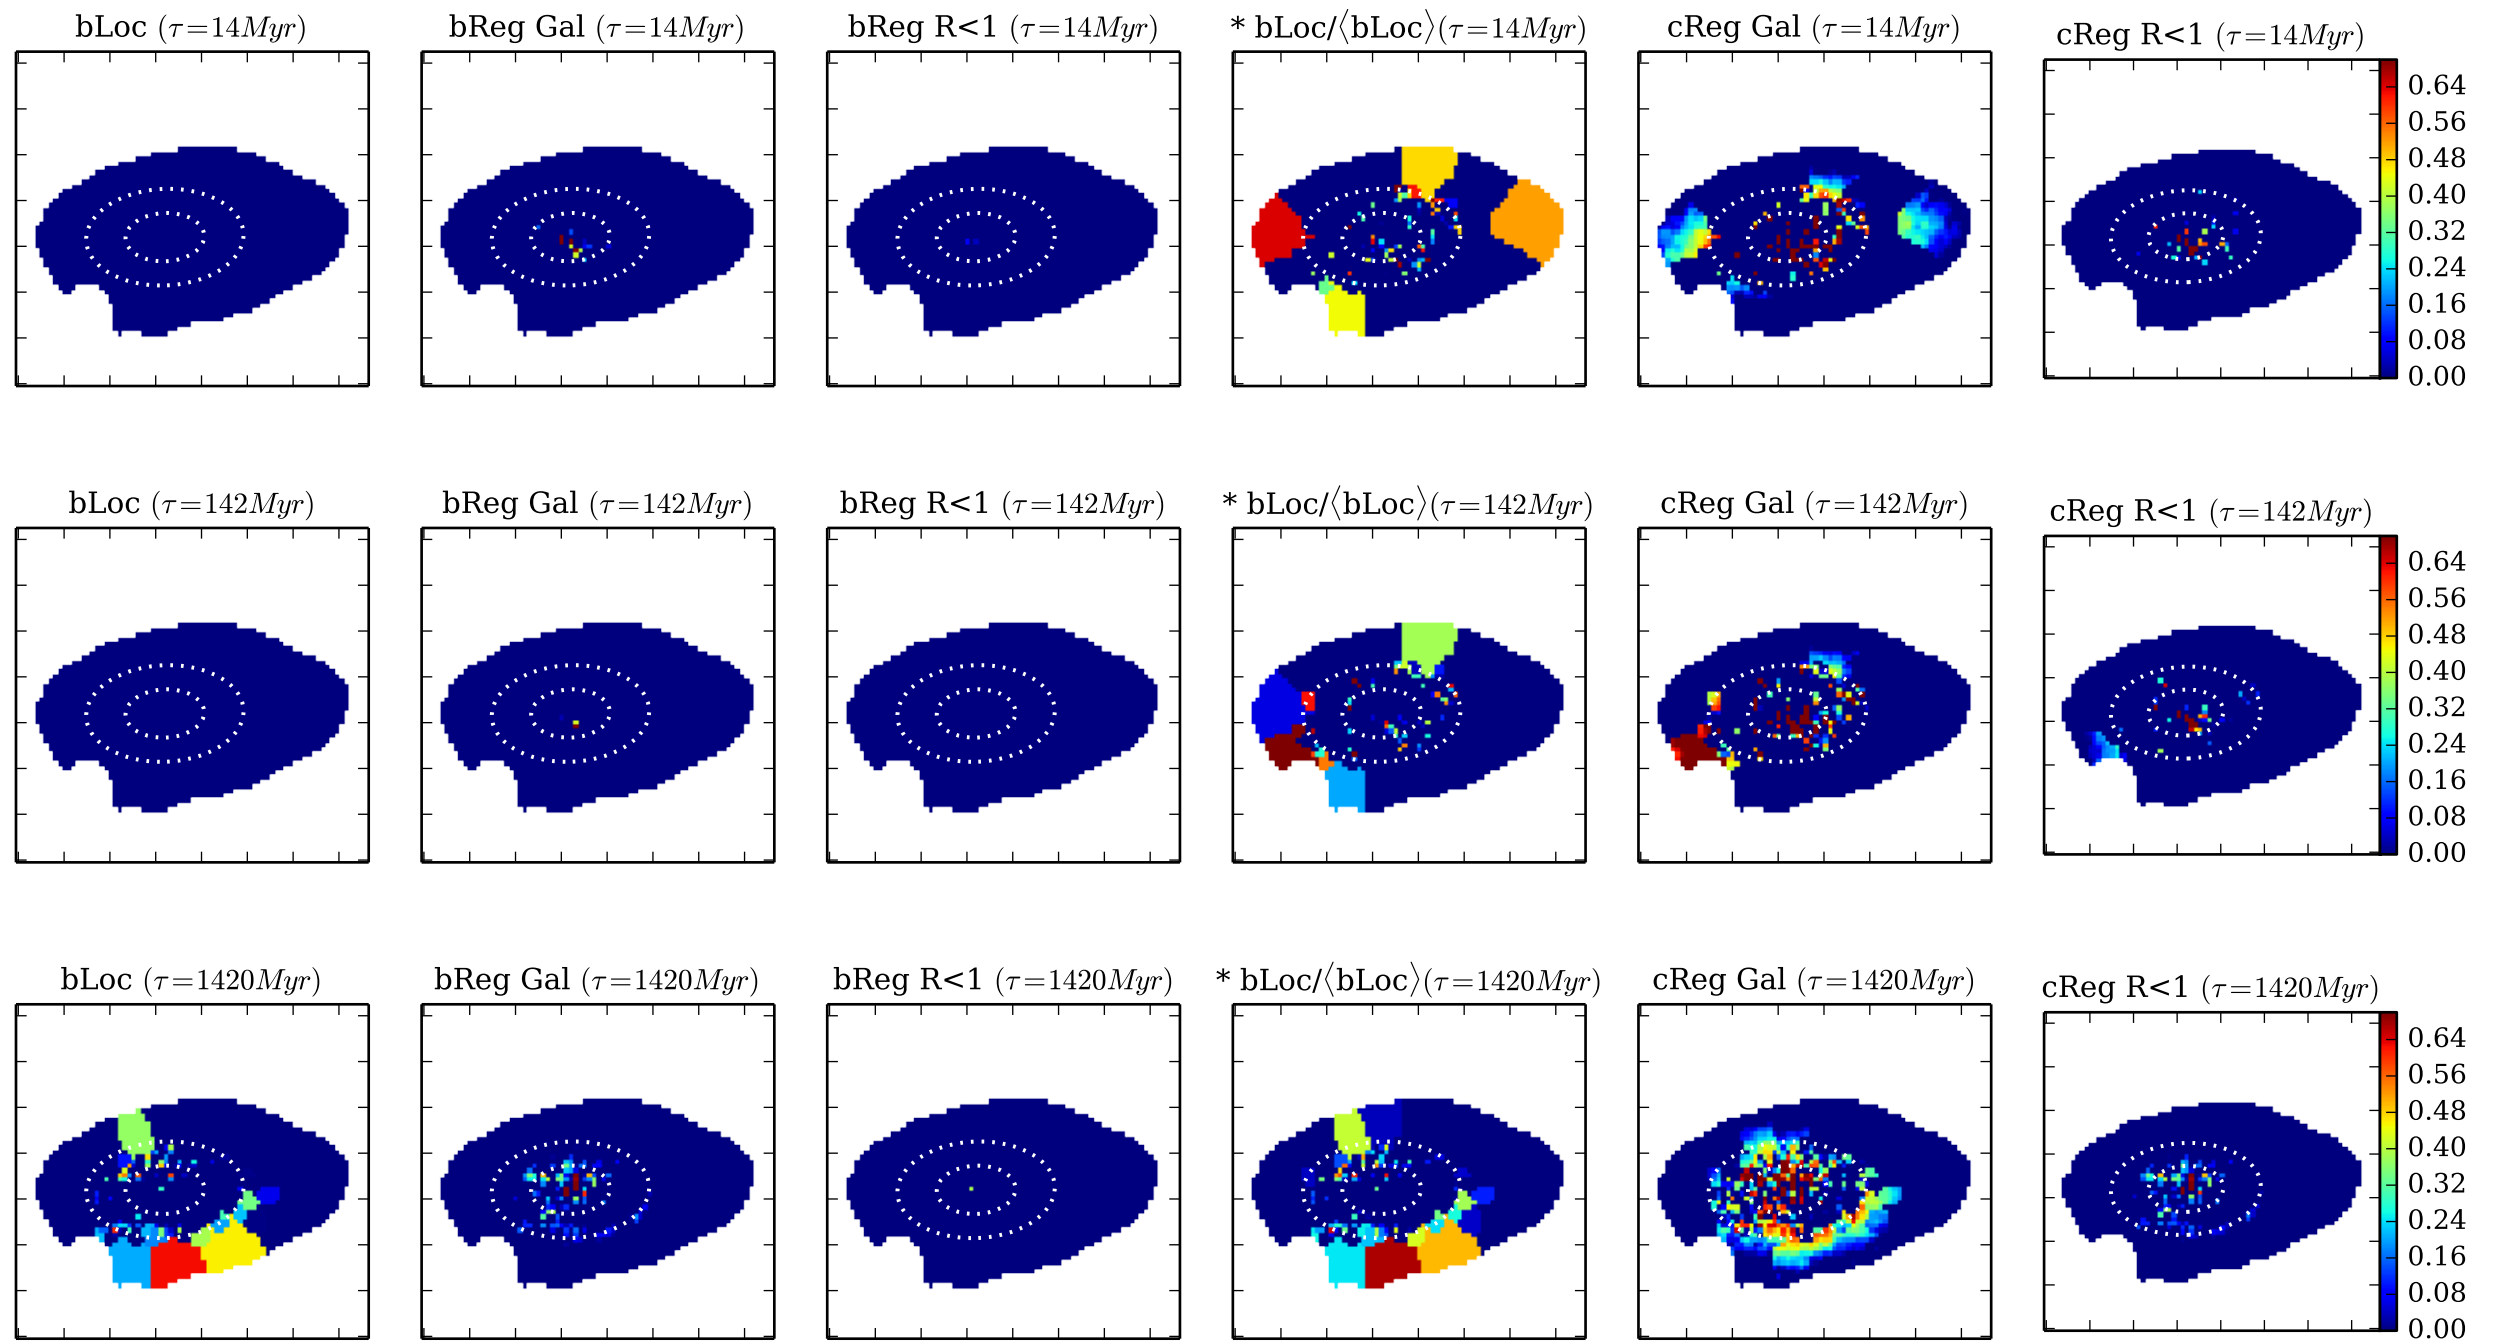 bLoc (τ=14Myr)
bReg Gal (τ=14Myr)
bReg R<1 (τ=14Myr)
* bLoc/⟨bLoc⟩(τ=14Myr)
cReg Gal (τ=14Myr)
cReg R<1 (τ=14Myr)
0.64
0.56
0.48
0.40
0.32
0.24
0.16
0.08
0.00
bLoc (τ=142Myr)
bReg Gal (τ=142Myr)
bReg R<1 (τ=142Myr)
* bLoc/⟨bLoc⟩(τ=142Myr)
cReg Gal (τ=142Myr)
cReg R<1 (τ=142Myr)
0.64
0.56
0.48
0.40
0.32
0.24
0.16
0.08
0.00
bLoc (τ=1420Myr)
bReg Gal (τ=1420Myr)
bReg R<1 (τ=1420Myr)
* bLoc/⟨bLoc⟩(τ=1420Myr)
cReg Gal (τ=1420Myr)
cReg R<1 (τ=1420Myr)
0.64
0.56
0.48
0.40
0.32
0.24
0.16
0.08
0.00